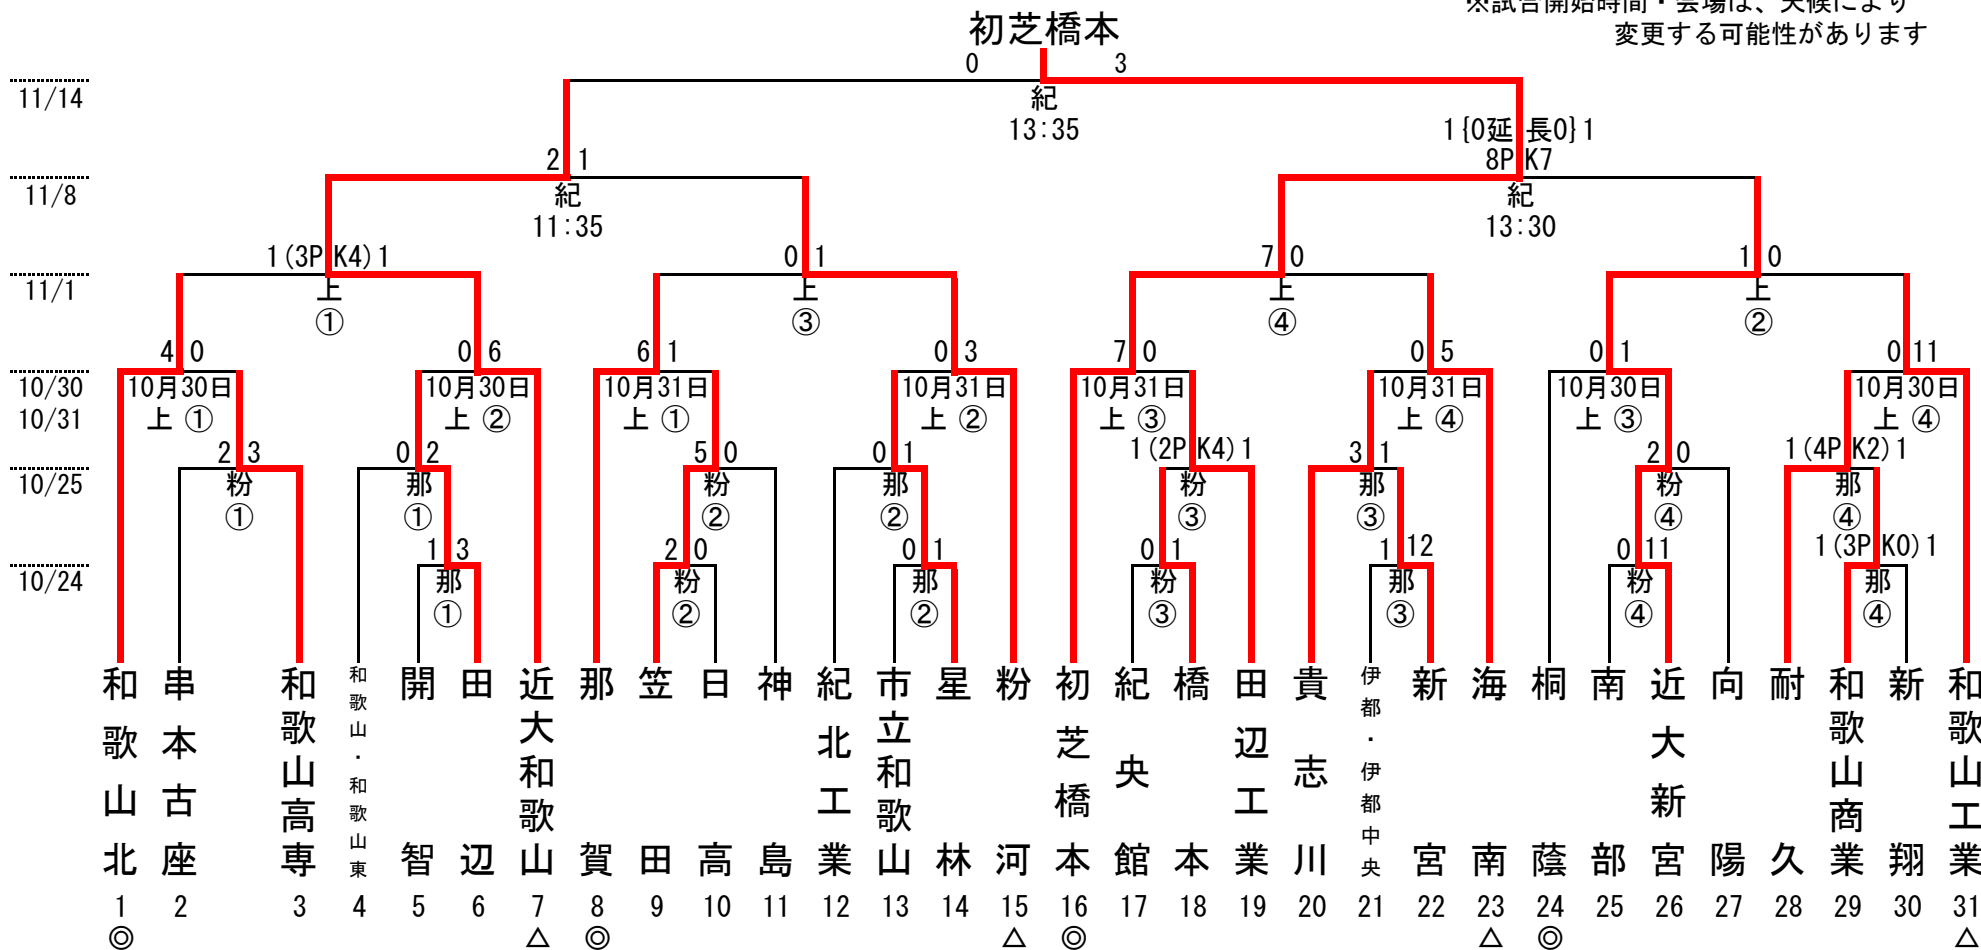 ※試合開始時間・会場は、天候により
変更する可能性があります
初芝橋本
0 3
11/14
紀
13:35
1{0延長0}1
2 1
8PK7
11/8
紀
11:35
紀
13:30
1(3PK4)1
0 1
7 0
1 0
11/1
上
①
上
③
上
④
上
②
4 0
0 6
6 1
0 3
7 0
0 5
0 1
0 11
10/30
10/31
10月30日
上 ①
10月30日
上 ②
10月31日
上 ①
10月31日
上 ②
10月31日
上 ③
10月31日
上 ④
10月30日
上 ③
10月30日
上 ④
2 3
0 2
5 0
0 1
1(2PK4)1
3 1
2 0
1(4PK2)1
10/25
粉
①
那
①
粉
②
那
②
粉
③
那
③
粉
④
那
④
1 3
2 0
0 1
0 1
1 12
0 11
1(3PK0)1
10/24
那
①
粉
②
那
②
粉
③
那
③
粉
④
那
④
和歌山北
串本古座
和歌山高専
和歌山・和歌山東
開智
田辺
近大和歌山
那賀
笠田
日高
神島
紀北工業
市立和歌山
星林
粉河
初芝橋本
紀央館
橋本
田辺工業
貴志川
伊都・伊都中央
新宮
海南
桐蔭
南部
近大新宮
向陽
耐久
和歌山商業
新翔
和歌山工業
1 2 3 4 5 6 7 8 9 10 11 12 13 14 15 16 17 18 19 20 21 22 23 24 25 26 27 28 29 30 31
◎ △ ◎ △ ◎ △ ◎ △